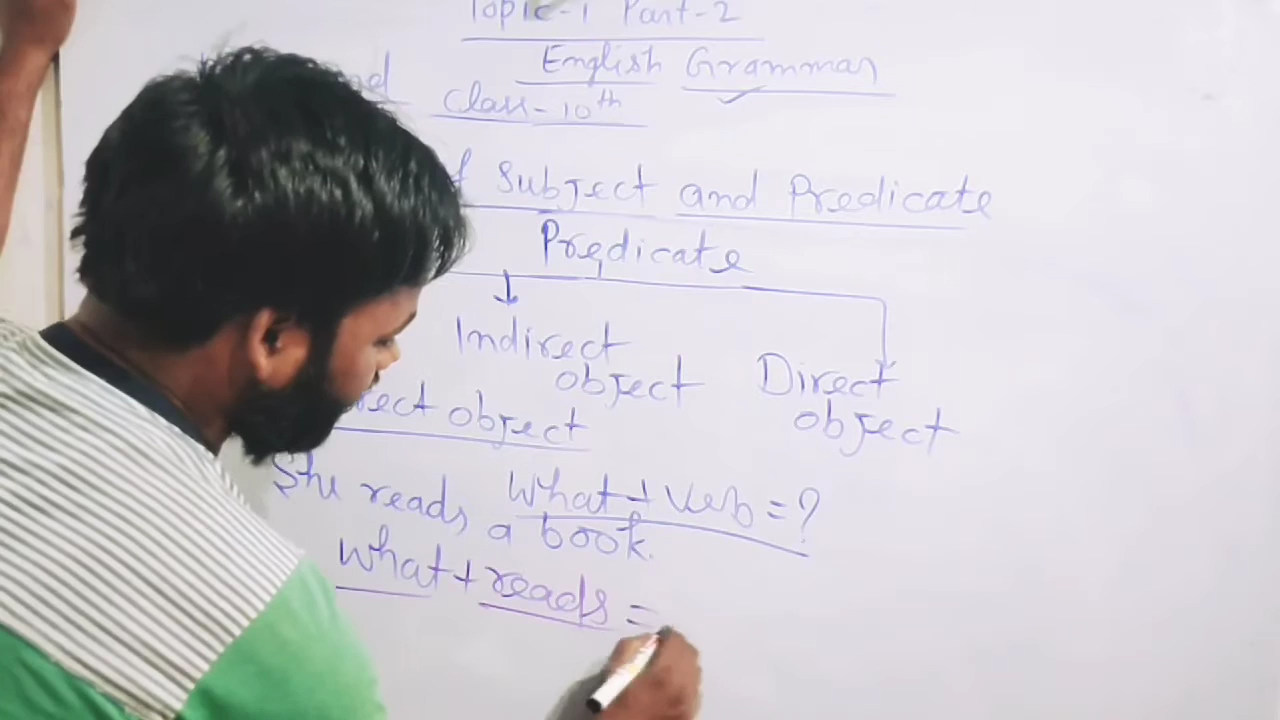 Topic-1 Part-2
English Grammar
Class-10th
Subject and Predicate
Predicate
Indirect
object
Direct
object
object
She reads a book.
What + Verb = ?
What + reads =